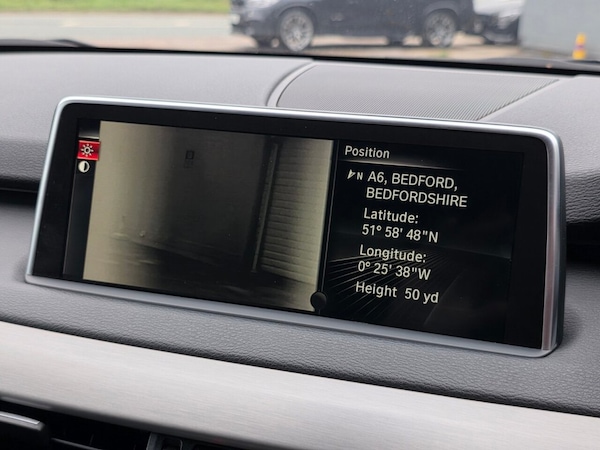 Position
N A6, BEDFORD,
BEDFORDSHIRE
Latitude:
51° 58' 48"N
Longitude:
0° 25' 38"W
Height 50 yd